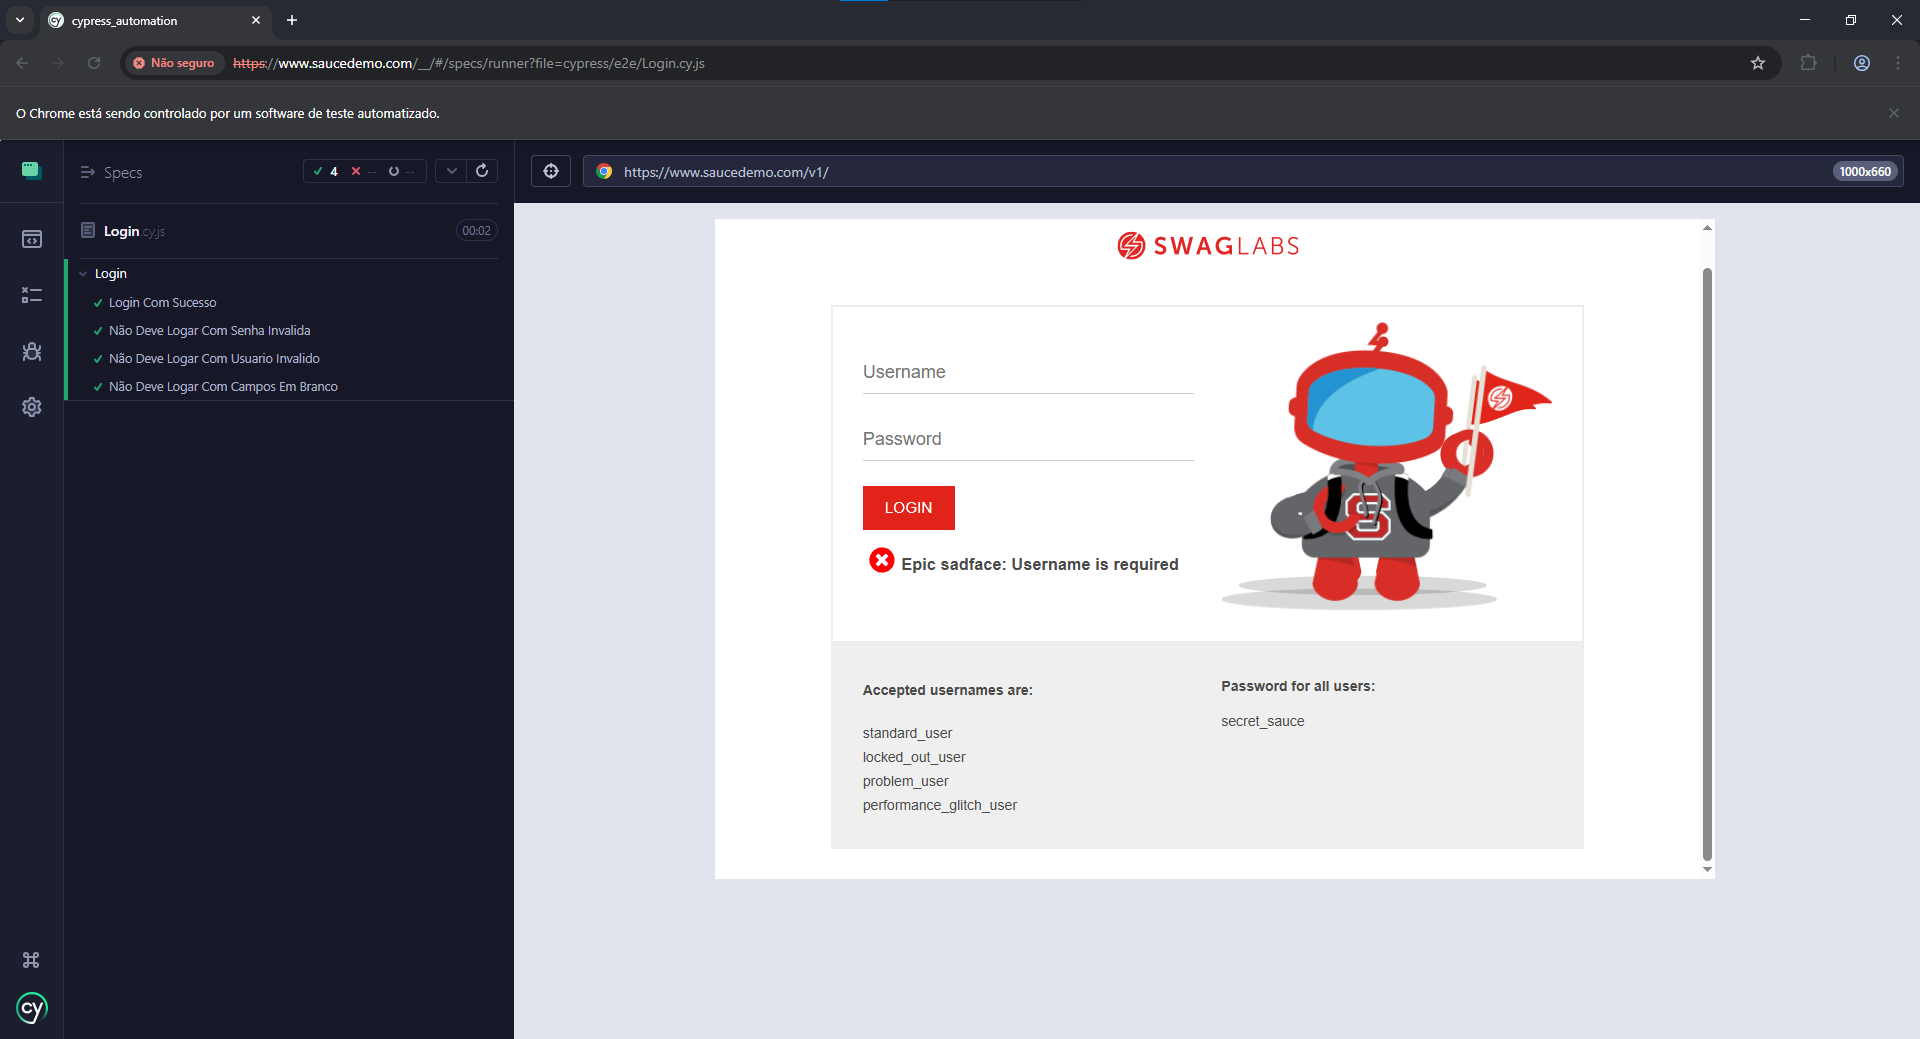 cypress_automation
Não seguro
https://www.saucedemo.com/__/#/specs/runner?file=cypress/e2e/Login.cy.js
O Chrome está sendo controlado por um software de teste automatizado.
Specs
4 -- --
https://www.saucedemo.com/v1/
1000x660
Login.cy.js
00:02
Login
Login Com Sucesso
Não Deve Logar Com Senha Invalida
Não Deve Logar Com Usuario Invalido
Não Deve Logar Com Campos Em Branco
cy
SWAGLABS
Username
Password
LOGIN
Epic sadface: Username is required
S
Accepted usernames are:
standard_user
locked_out_user
problem_user
performance_glitch_user
Password for all users:
secret_sauce